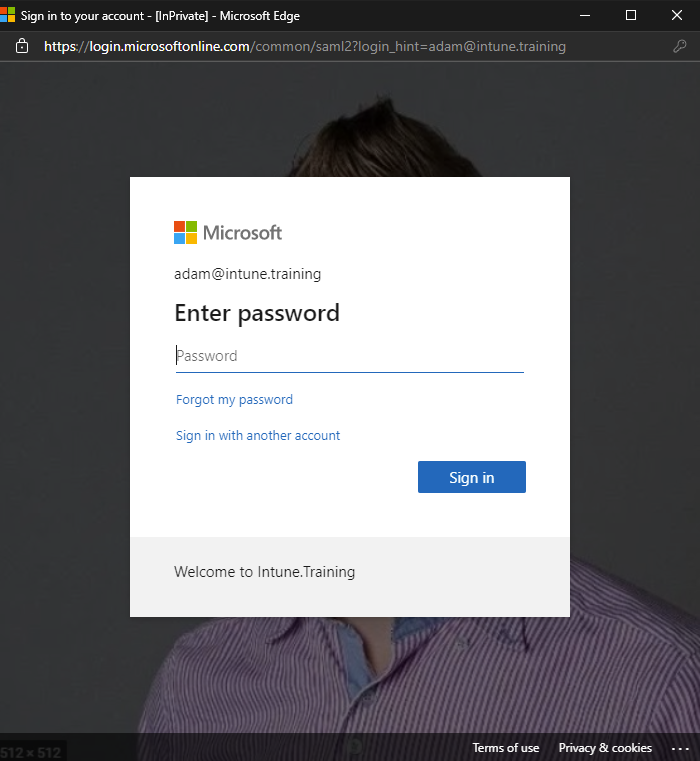 Sign in to your account - [InPrivate] - Microsoft Edge
https://login.microsoftonline.com/common/saml2?login_hint=adam@intune.training
Microsoft
adam@intune.training
Enter password
Password
Forgot my password
Sign in with another account
Sign in
Welcome to Intune.Training
512 × 512
Terms of use Privacy & cookies ...